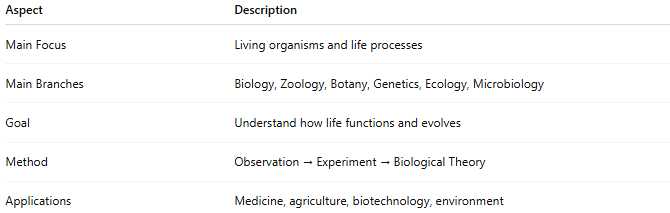 Aspect Description
Main Focus Living organisms and life processes
Main Branches Biology, Zoology, Botany, Genetics, Ecology, Microbiology
Goal Understand how life functions and evolves
Method Observation → Experiment → Biological Theory
Applications Medicine, agriculture, biotechnology, environment